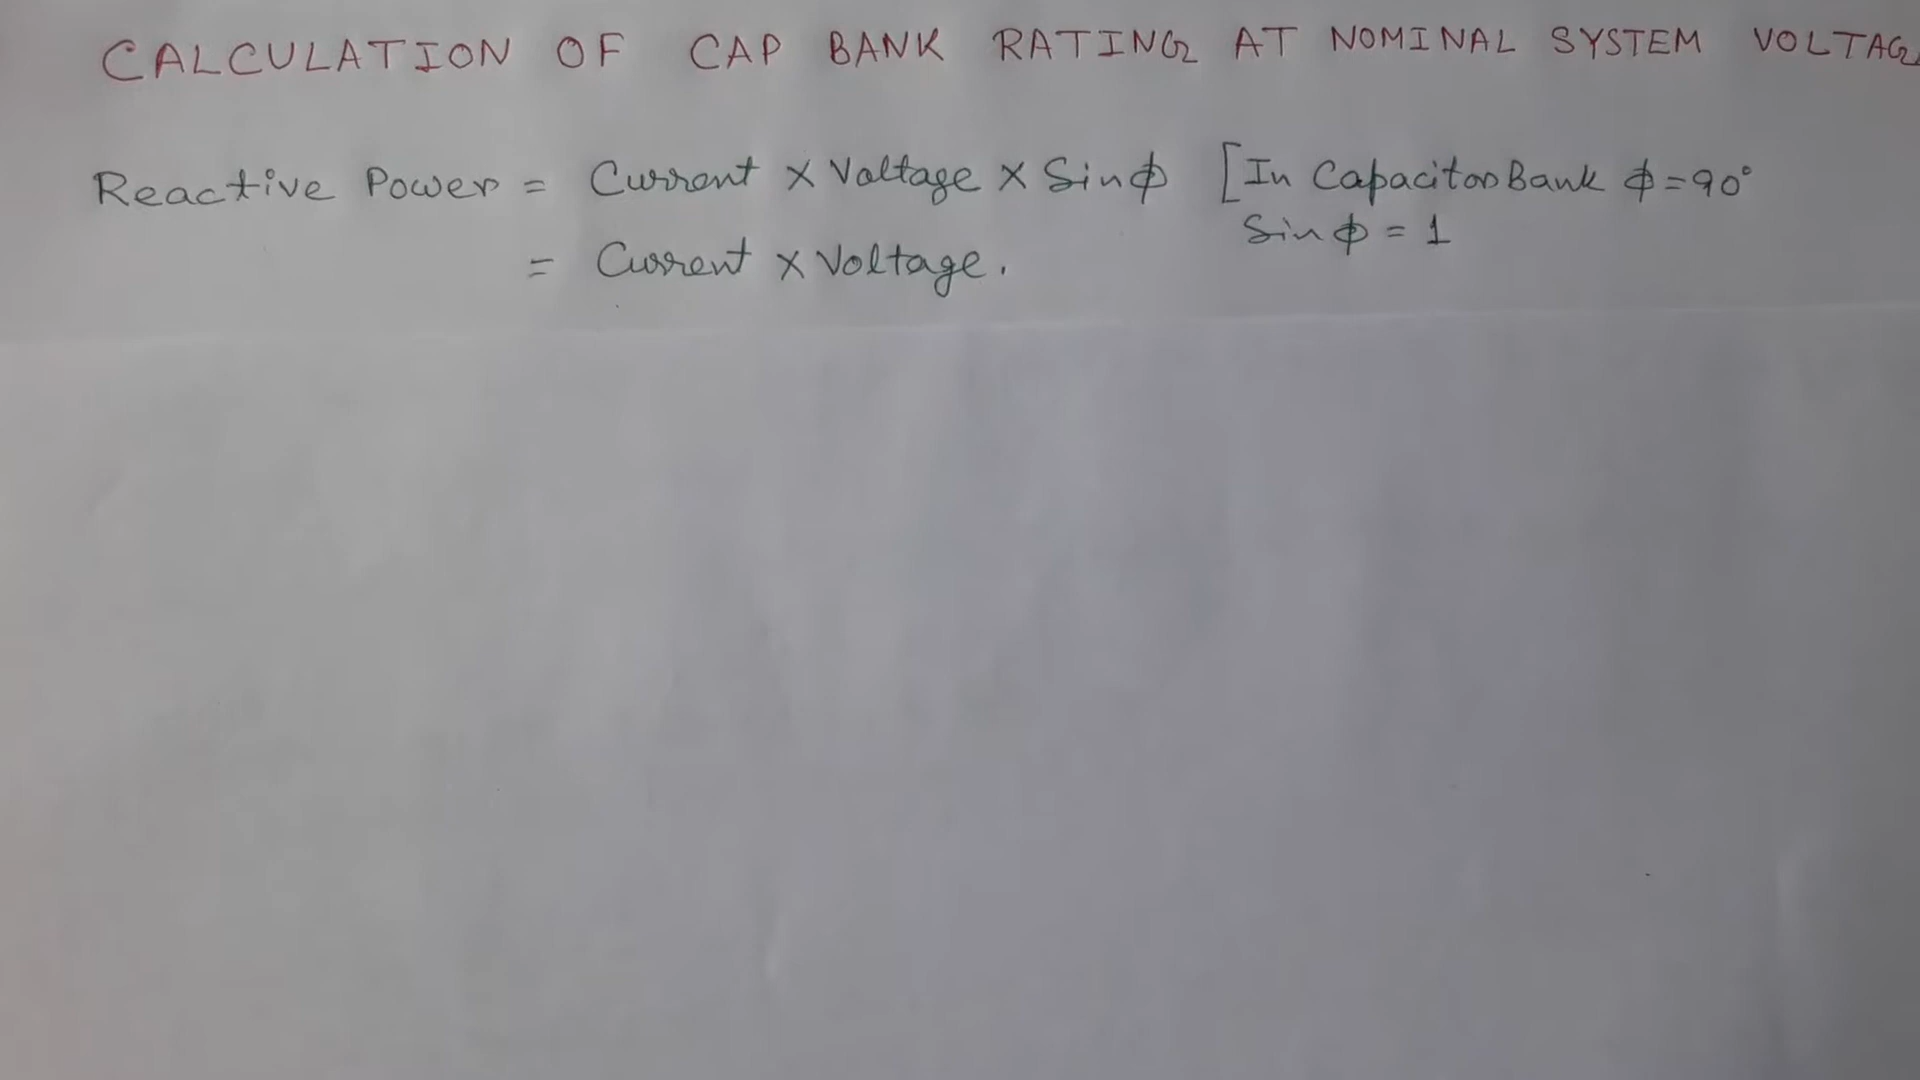 CALCULATION OF CAP BANK RATING AT NOMINAL SYSTEM VOLTAG
Reactive Power = Current × Voltage × Sinϕ [In Capacitor Bank ϕ=90°
Sinϕ = 1
= Current × Voltage.